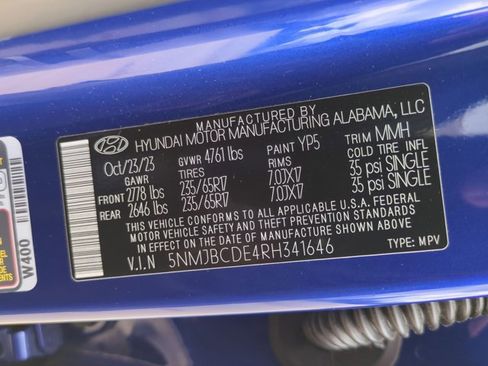 MANUFACTURED BY
HYUNDAI MOTOR MANUFACTURING ALABAMA, LLC
Oct/23/23 GVWR 4761 lbs PAINT YP5 TRIM MMH
GAWR TIRES RIMS COLD TIRE INFL
FRONT 2778 lbs 235/65R17 7.0JX17 35 psi SINGLE
REAR 2646 lbs 235/65R17 7.0JX17 35 psi SINGLE
THIS VEHICLE CONFORMS TO ALL APPLICABLE U.S.A. FEDERAL
MOTOR VEHICLE SAFETY AND THEFT PREVENTION STANDARDS
IN EFFECT ON THE DATE OF MANUFACTURE SHOWN ABOVE.
V.I.N 5NMJBCDE4RH341646 TYPE: MPV
W400